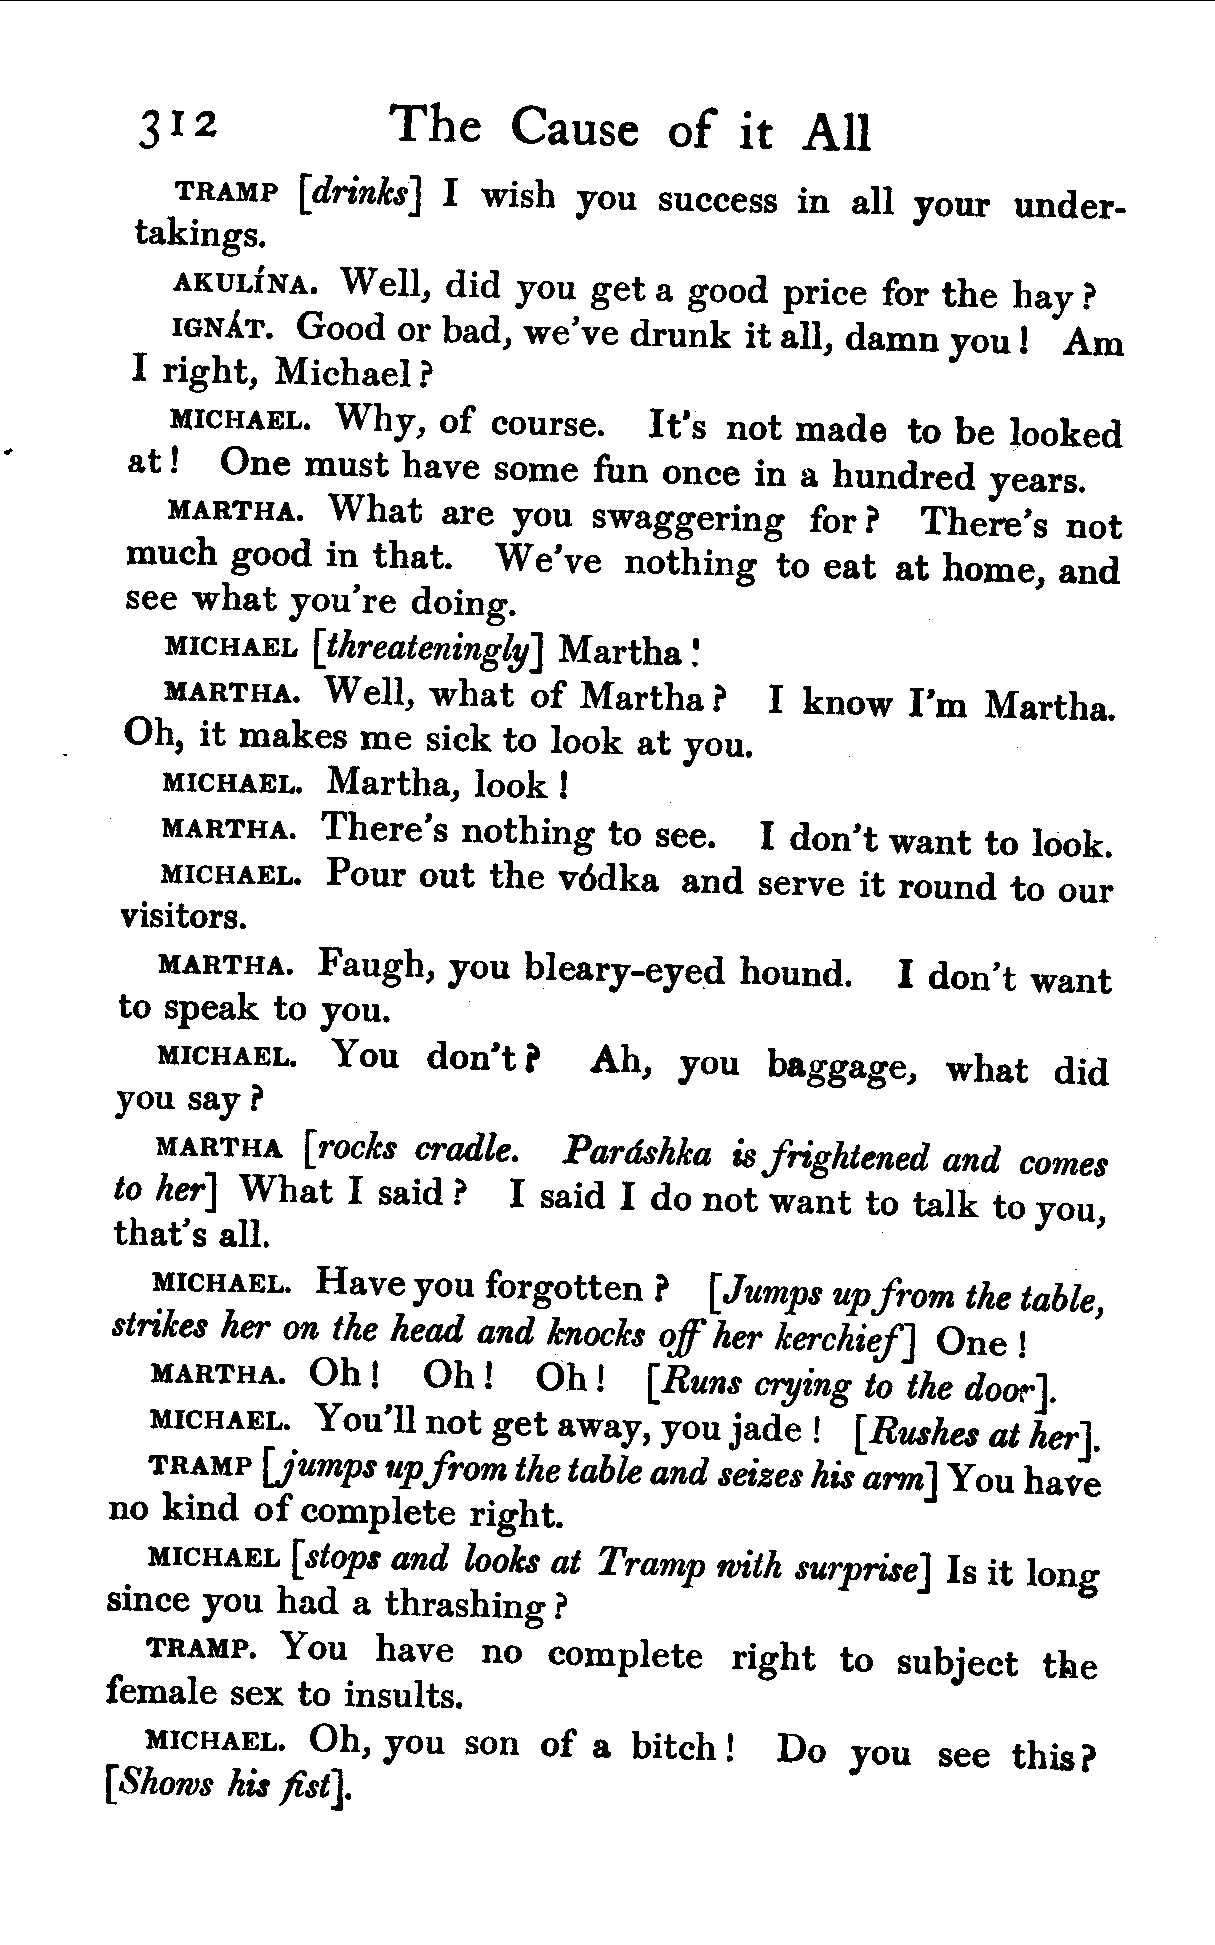 312 The Cause of it All
TRAMP [drinks] I wish you success in all your under-
takings.
AKULÍNA. Well, did you get a good price for the hay?
IGNÁT. Good or bad, we've drunk it all, damn you! Am
I right, Michael?
MICHAEL. Why, of course. It's not made to be looked
at! One must have some fun once in a hundred years.
MARTHA. What are you swaggering for? There's not
much good in that. We've nothing to eat at home, and
see what you're doing.
MICHAEL [threateningly] Martha!
MARTHA. Well, what of Martha? I know I'm Martha.
Oh, it makes me sick to look at you.
MICHAEL. Martha, look!
MARTHA. There's nothing to see. I don't want to look.
MICHAEL. Pour out the vódka and serve it round to our
visitors.
MARTHA. Faugh, you bleary-eyed hound. I don't want
to speak to you.
MICHAEL. You don't? Ah, you baggage, what did
you say?
MARTHA [rocks cradle. Paráshka is frightened and comes
to her] What I said? I said I do not want to talk to you,
that's all.
MICHAEL. Have you forgotten? [Jumps up from the table,
strikes her on the head and knocks off her kerchief] One!
MARTHA. Oh! Oh! Oh! [Runs crying to the door].
MICHAEL. You'll not get away, you jade! [Rushes at her].
TRAMP [jumps up from the table and seizes his arm] You have
no kind of complete right.
MICHAEL [stops and looks at Tramp with surprise] Is it long
since you had a thrashing?
TRAMP. You have no complete right to subject the
female sex to insults.
MICHAEL. Oh, you son of a bitch! Do you see this?
[Shows his fist].